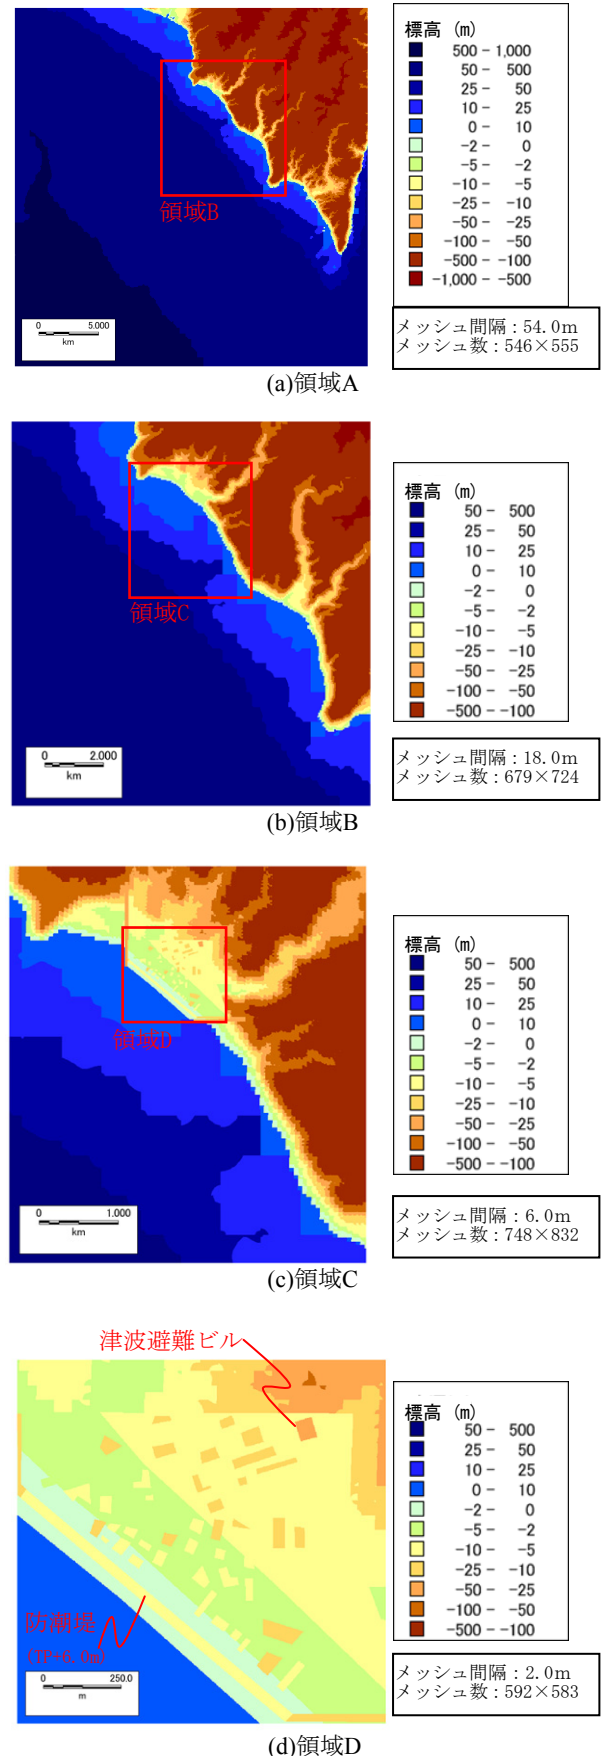 標高 (m)
500 - 1,000
50 - 500
25 - 50
10 - 25
0 - 10
-2 - 0
-5 - -2
-10 - -5
-25 - -10
-50 - -25
-100 - -50
-500 - -100
-1,000 - -500
領域B
0 5.000
km
メッシュ間隔：54.0m
メッシュ数：546×555
(a)領域A
標高 (m)
50 - 500
25 - 50
10 - 25
0 - 10
-2 - 0
-5 - -2
-10 - -5
-25 - -10
-50 - -25
-100 - -50
-500 - -100
領域C
0 2.000
km
メッシュ間隔：18.0m
メッシュ数：679×724
(b)領域B
標高 (m)
50 - 500
25 - 50
10 - 25
0 - 10
-2 - 0
-5 - -2
-10 - -5
-25 - -10
-50 - -25
-100 - -50
-500 - -100
領域D
0 1.000
km
メッシュ間隔：6.0m
メッシュ数：748×832
(c)領域C
津波避難ビル
標高 (m)
50 - 500
25 - 50
10 - 25
0 - 10
-2 - 0
-5 - -2
-10 - -5
-25 - -10
-50 - -25
-100 - -50
-500 - -100
防潮堤
0 250.0
m
メッシュ間隔：2.0m
メッシュ数：592×583
(d)領域D